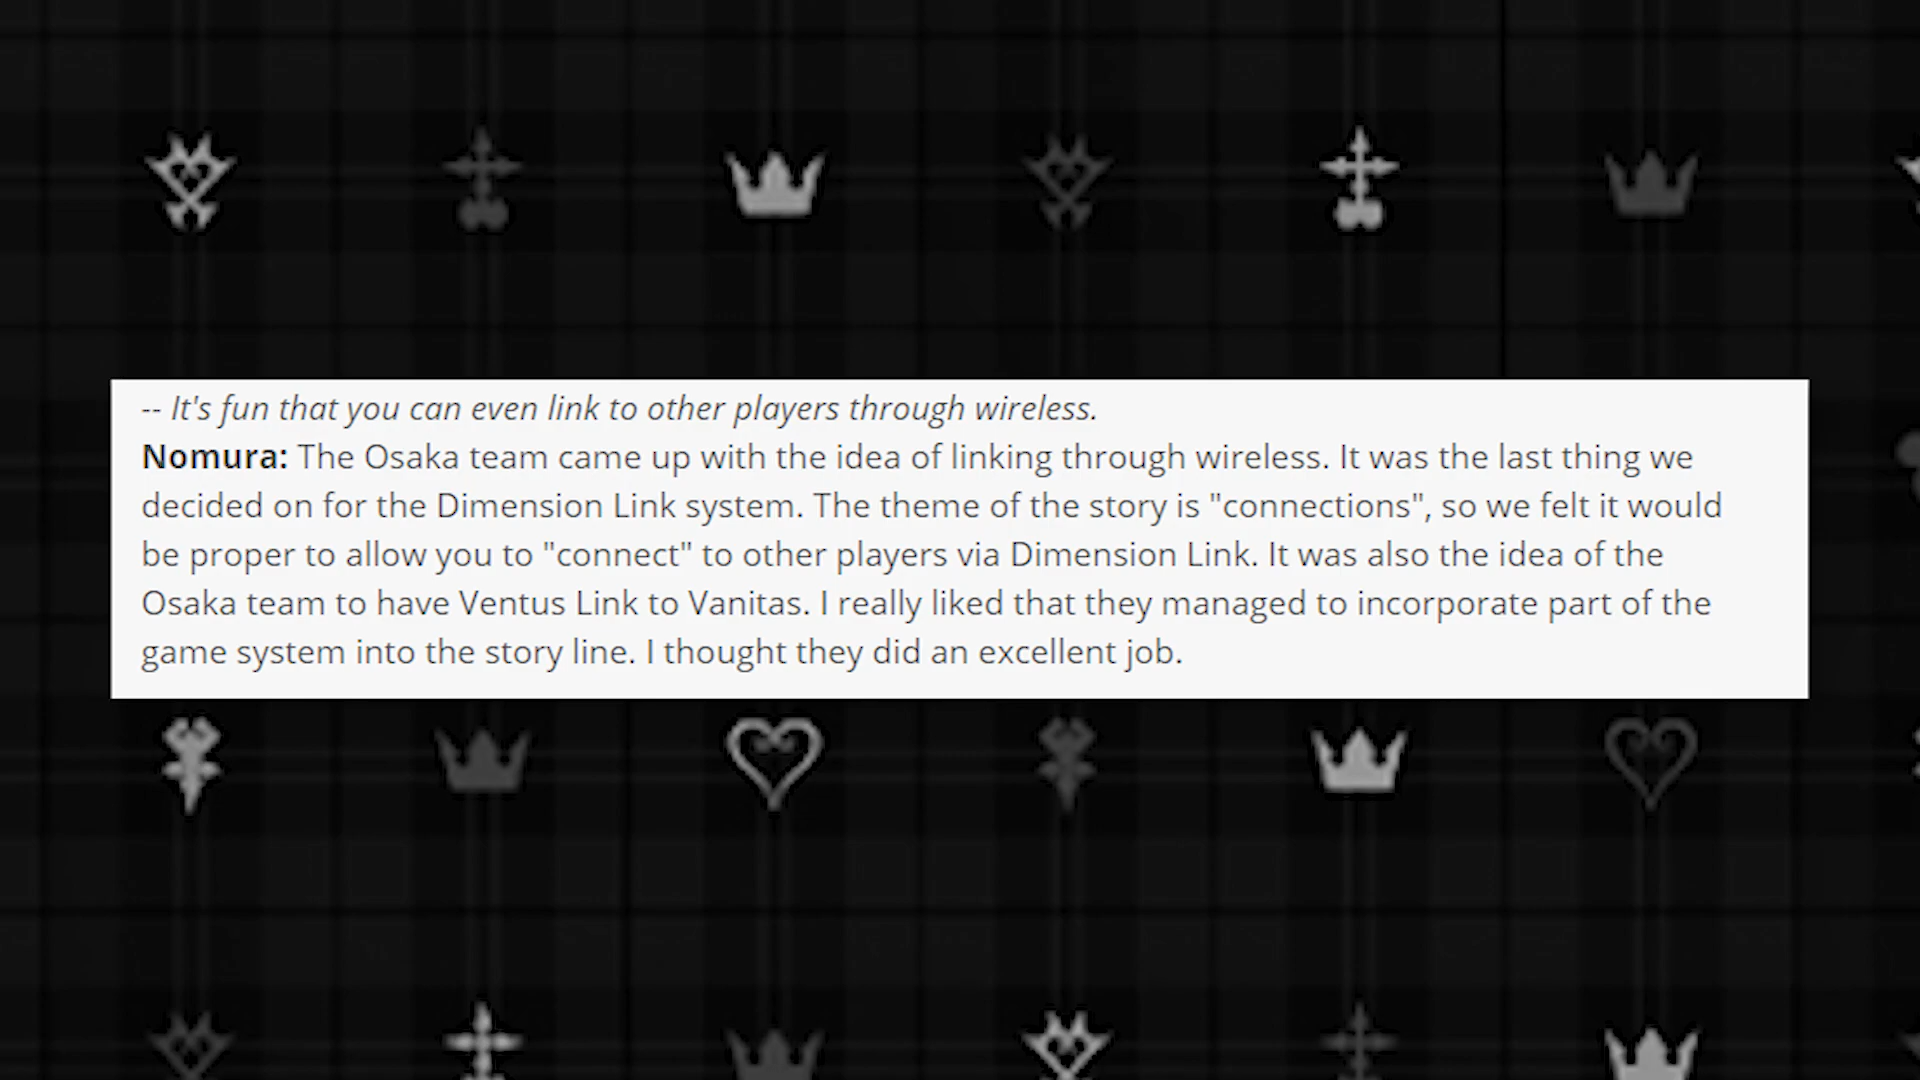 -- It's fun that you can even link to other players through wireless.
Nomura: The Osaka team came up with the idea of linking through wireless. It was the last thing we
decided on for the Dimension Link system. The theme of the story is "connections", so we felt it would
be proper to allow you to "connect" to other players via Dimension Link. It was also the idea of the
Osaka team to have Ventus Link to Vanitas. I really liked that they managed to incorporate part of the
game system into the story line. I thought they did an excellent job.